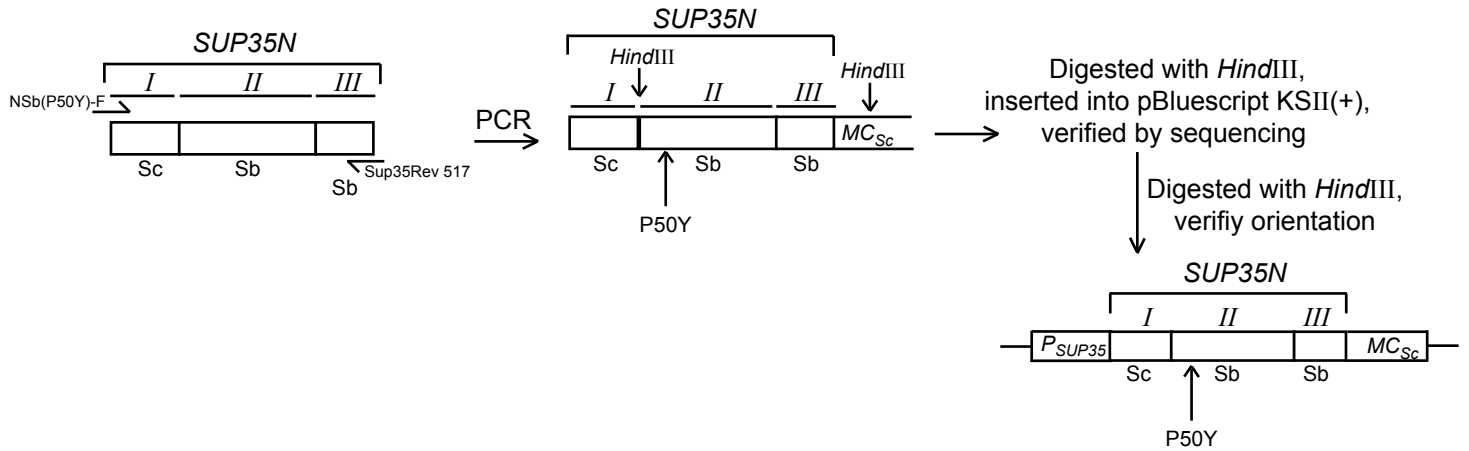 SUP35N
I II III
NSb(P50Y)-F
Sc Sb Sb
Sup35Rev 517
PCR
SUP35N
HindIII
HindIII
I II III
MCSc
Sc Sb Sb
P50Y
Digested with HindIII,
inserted into pBluescript KSII(+),
verified by sequencing
Digested with HindIII,
verifiy orientation
SUP35N
I II III
PSUP35
MCSc
Sc Sb Sb
P50Y